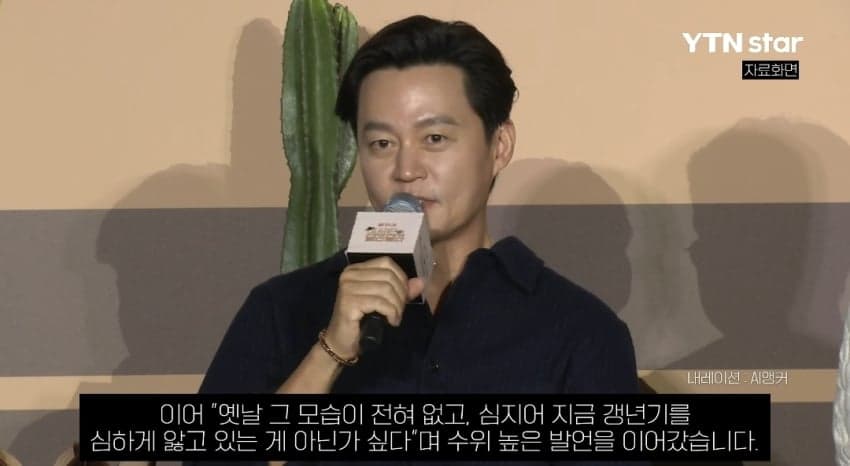 YTN star
자료화면
내레이션 : AI앵커
이어 "옛날 그 모습이 전혀 없고, 심지어 지금 갱년기를
심하게 앓고 있는 게 아닌가 싶다"며 수위 높은 발언을 이어갔습니다.